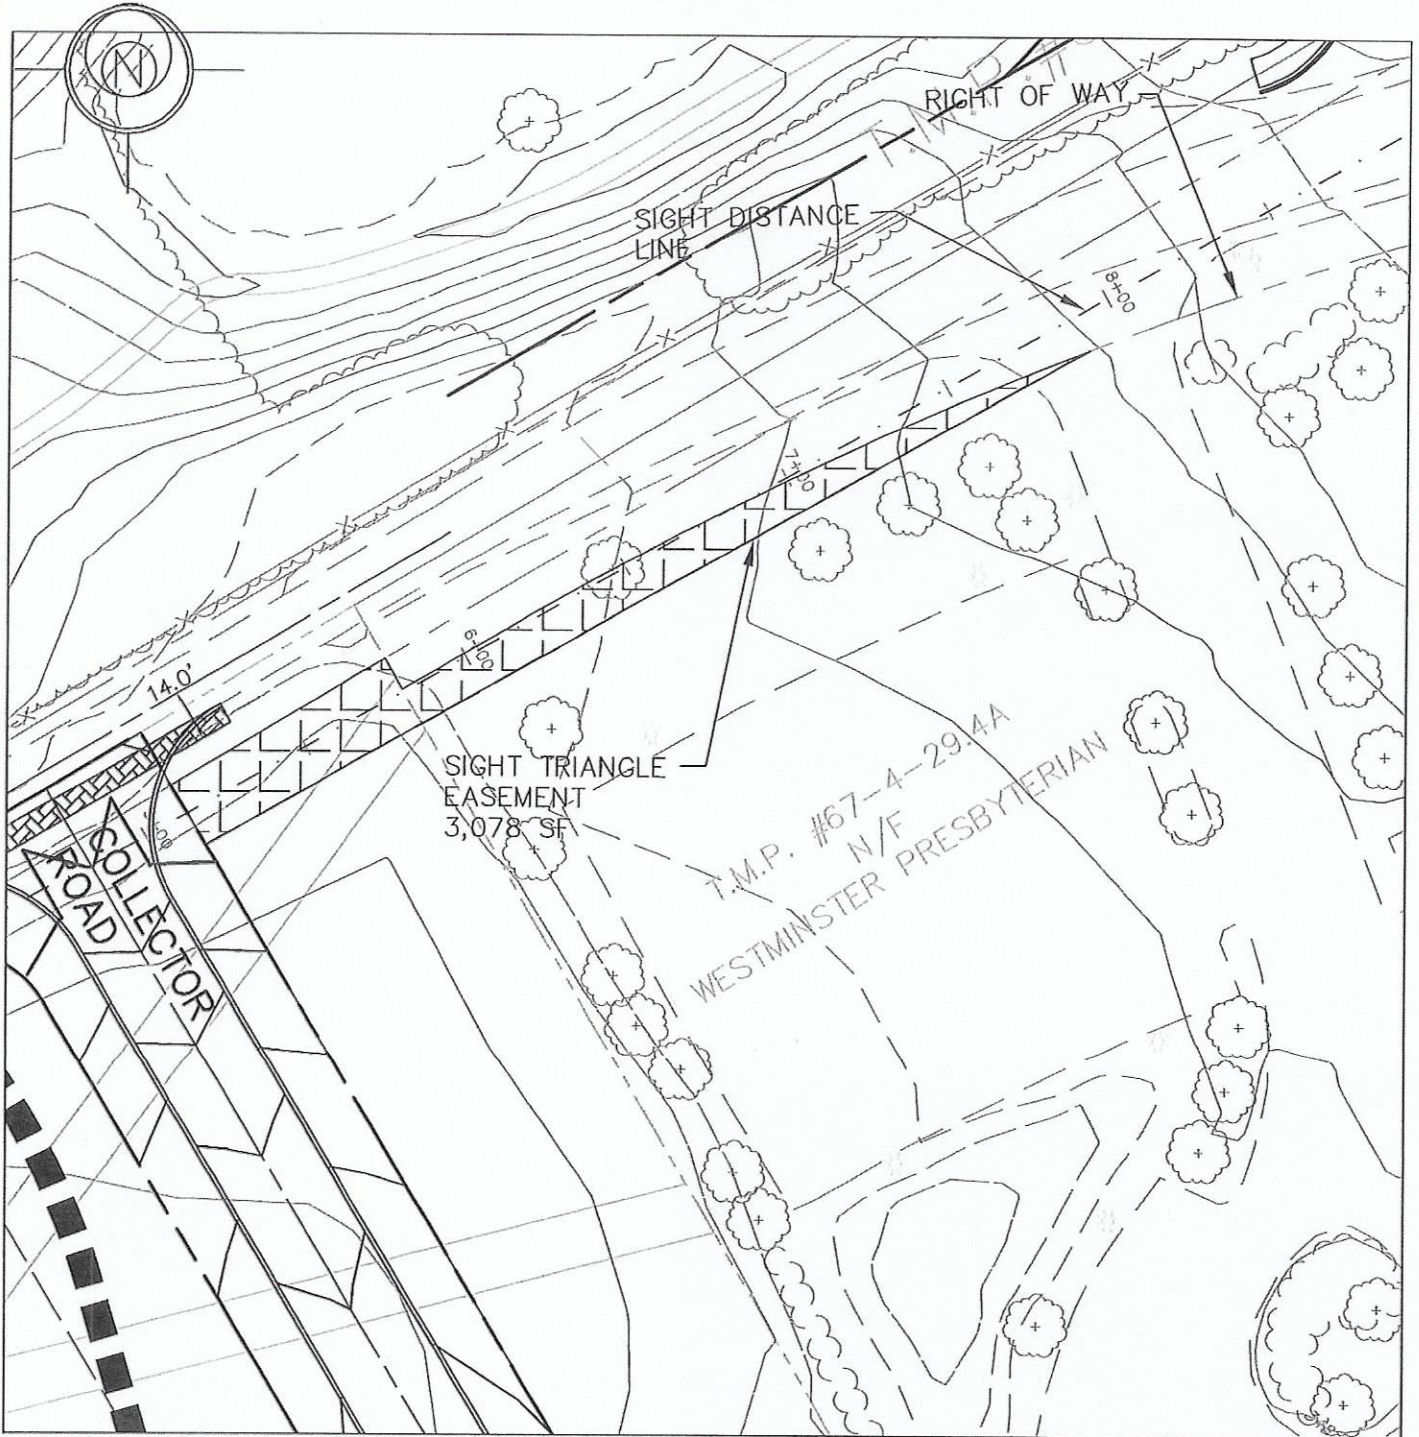 N
T.M.P. #
RIGHT OF WAY
SIGHT DISTANCE
LINE
8+00
7+00
6+00
14.0'
SIGHT TRIANGLE
EASEMENT
3,078 SF
COLLECTOR
ROAD
T.M.P. #67-4-29.4A
N/F
WESTMINSTER PRESBYTERIAN